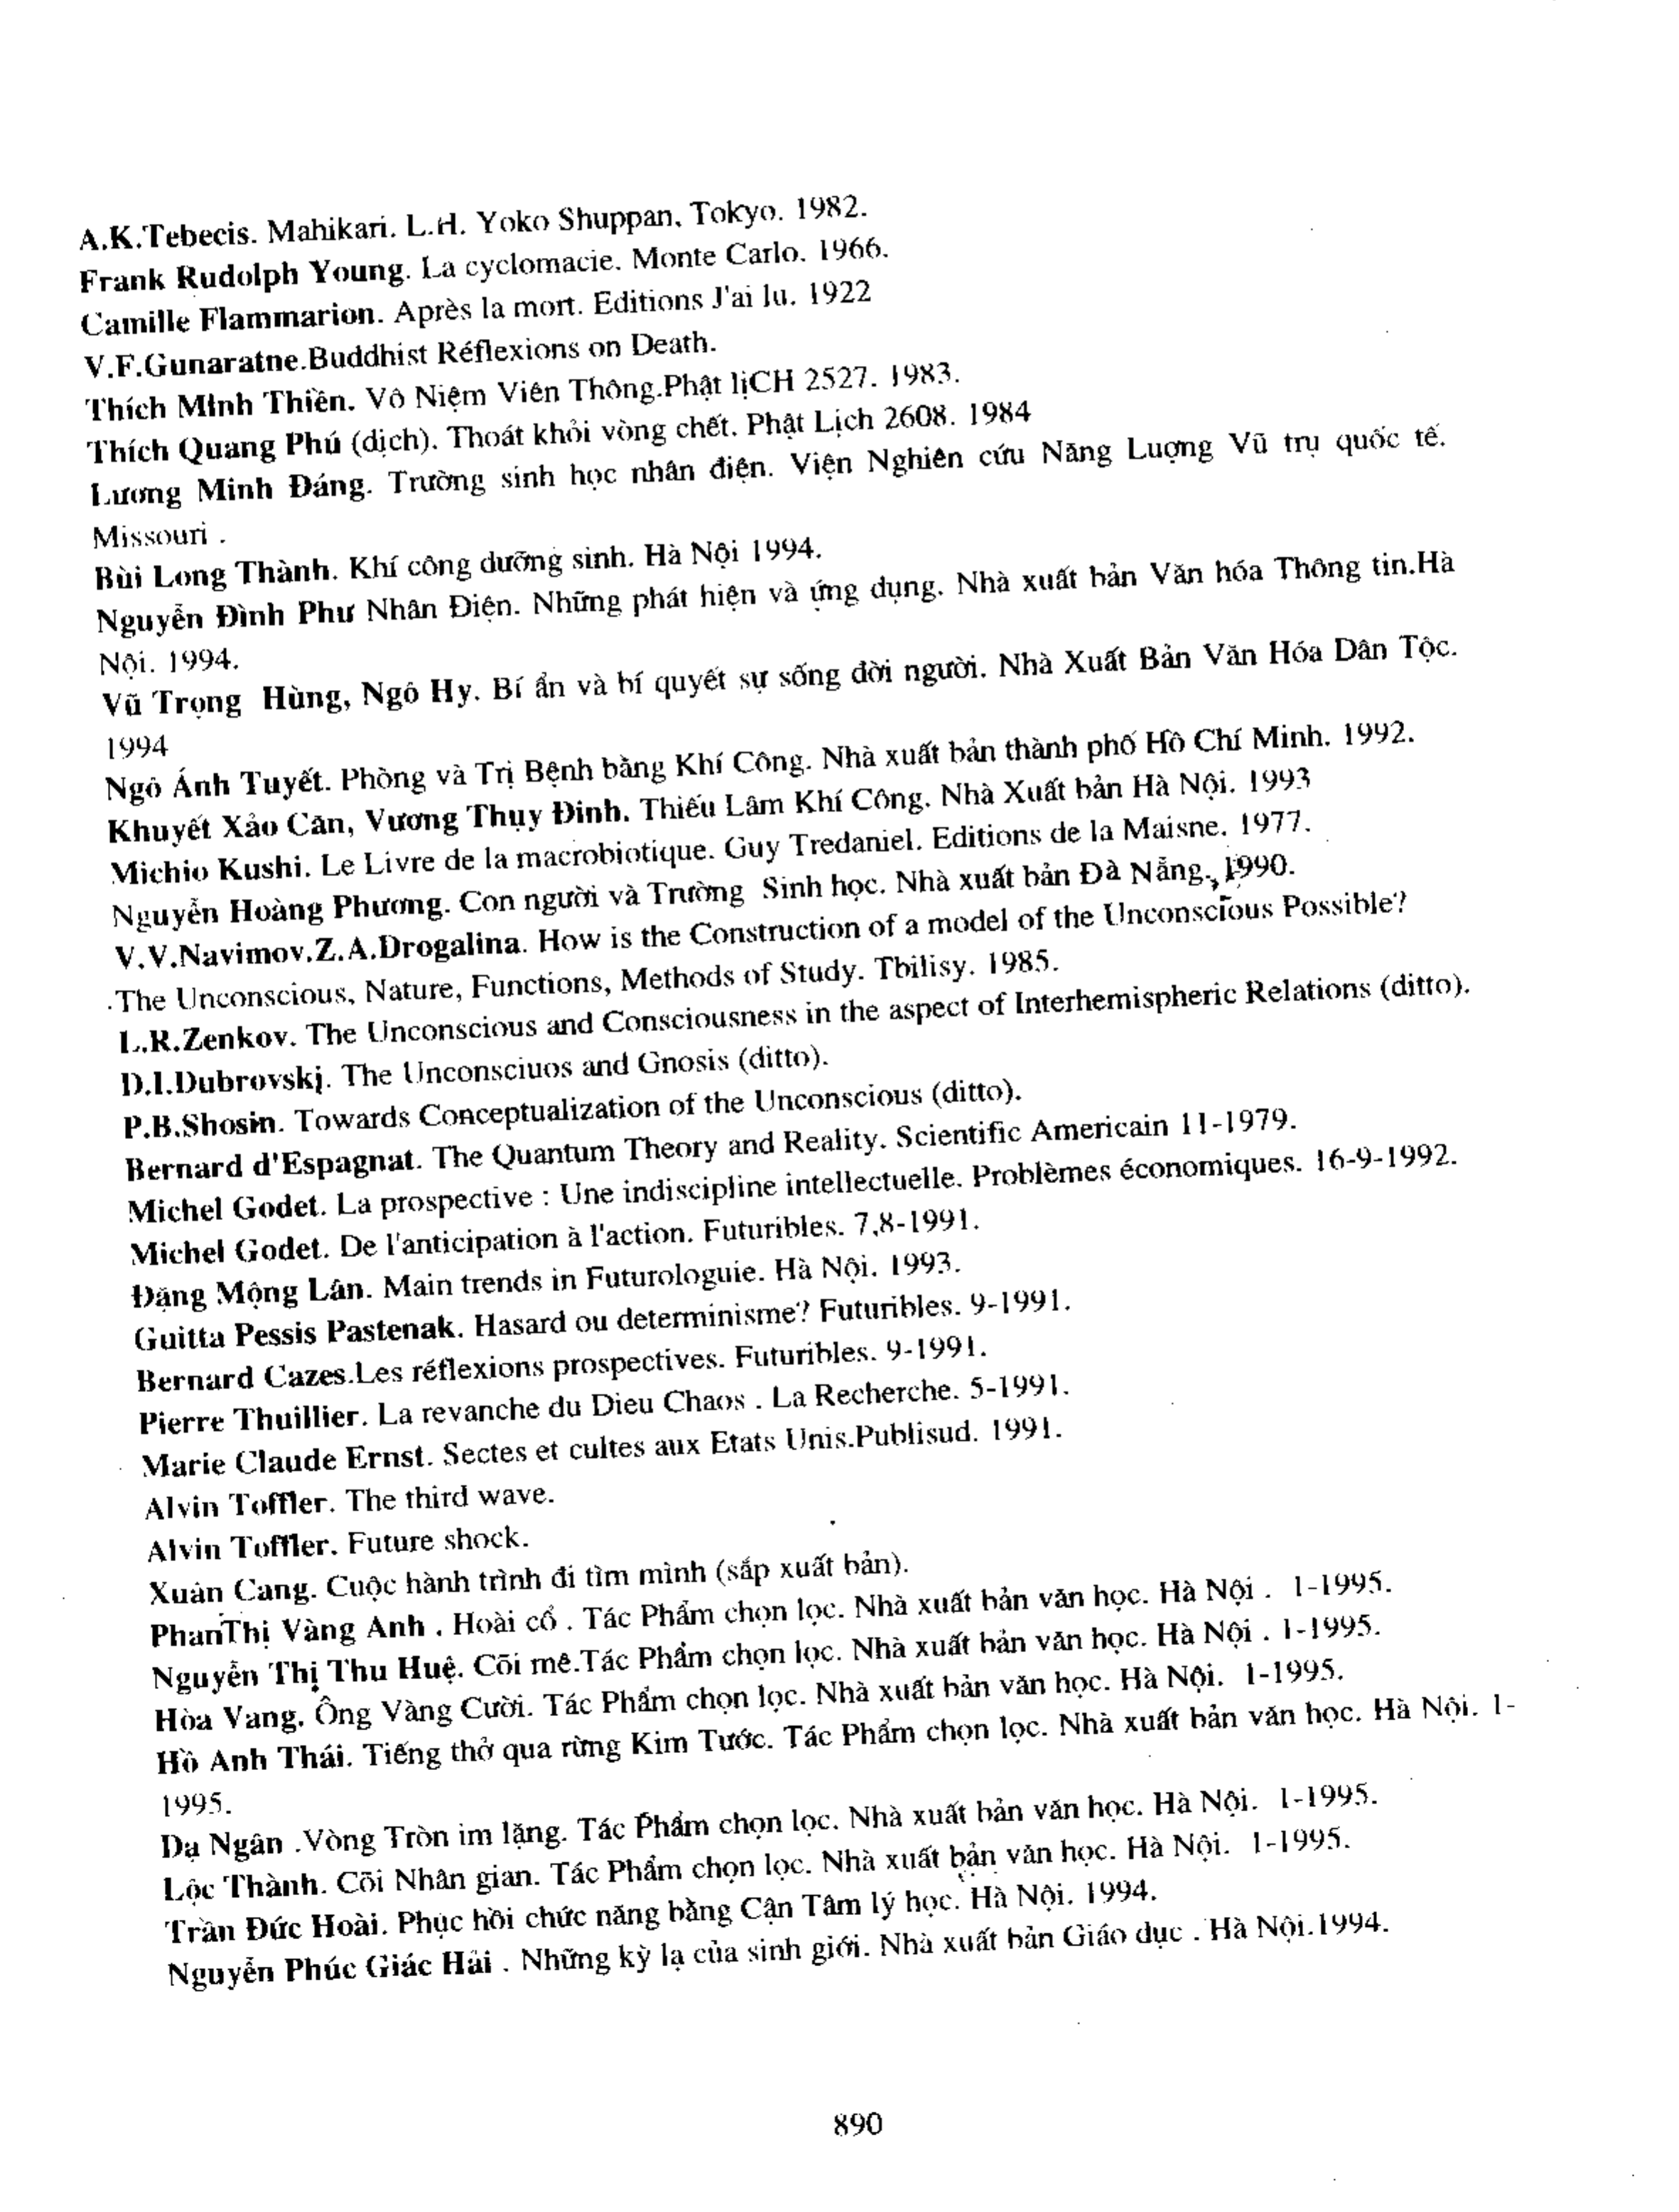 A.K.Tebecis. Mahikari. L.H. Yoko Shuppan, Tokyo. 1982.
Frank Rudolph Young. La cyclomacie. Monte Carlo. 1966.
Camille Flammarion. Après la mort. Editions J'ai lu. 1922
V.F.Gunaratne.Buddhist Réflexions on Death.
Thích Minh Thiền. Vô Niệm Viên Thông.Phật lịCH 2527. 1983.
Thích Quang Phú (dịch). Thoát khỏi vòng chết. Phật Lịch 2608. 1984
Lương Minh Đáng. Trường sinh học nhân điện. Viện Nghiên cứu Năng Lượng Vũ trụ quốc tế.
Missouri .
Bùi Long Thành. Khí công dưỡng sinh. Hà Nội 1994.
Nguyễn Đình Phư Nhân Điện. Những phát hiện và ứng dụng. Nhà xuất bản Văn hóa Thông tin.Hà
Nội. 1994.
Vũ Trọng Hùng, Ngô Hy. Bí ẩn và bí quyết sự sống đời người. Nhà Xuất Bản Văn Hóa Dân Tộc.
1994
Ngô Ánh Tuyết. Phòng và Trị Bệnh bằng Khí Công. Nhà xuất bản thành phố Hồ Chí Minh. 1992.
Khuyết Xảo Căn, Vương Thụy Đinh. Thiếu Lâm Khí Công. Nhà Xuất bản Hà Nội. 1993
Michio Kushi. Le Livre de la macrobiotique. Guy Tredaniel. Editions de la Maisne. 1977.
Nguyễn Hoàng Phương. Con người và Trường Sinh học. Nhà xuất bản Đà Nẵng., 1990.
V.V.Navimov.Z.A.Drogalina. How is the Construction of a model of the Unconscious Possible?
.The Unconscious, Nature, Functions, Methods of Study. Tbilisy. 1985.
L.R.Zenkov. The Unconscious and Consciousness in the aspect of Interhemispheric Relations (ditto).
D.I.Dubrovski. The Unconsciuos and Gnosis (ditto).
P.B.Shosin. Towards Conceptualization of the Unconscious (ditto).
Bernard d'Espagnat. The Quantum Theory and Reality. Scientific Americain 11-1979.
Michel Godet. La prospective : Une indiscipline intellectuelle. Problèmes économiques. 16-9-1992.
Michel Godet. De l'anticipation à l'action. Futuribles. 7,8-1991.
Đặng Mộng Lân. Main trends in Futurologuie. Hà Nội. 1993.
Guitta Pessis Pastenak. Hasard ou determinisme? Futuribles. 9-1991.
Bernard Cazes.Les réflexions prospectives. Futuribles. 9-1991.
Pierre Thuillier. La revanche du Dieu Chaos . La Recherche. 5-1991.
Marie Claude Ernst. Sectes et cultes aux Etats Unis.Publisud. 1991.
Alvin Toffler. The third wave.
Alvin Toffler. Future shock.
Xuân Cang. Cuộc hành trình đi tìm mình (sắp xuất bản).
PhanThị Vàng Anh . Hoài cổ . Tác Phẩm chọn lọc. Nhà xuất bản văn học. Hà Nội . 1-1995.
Nguyễn Thị Thu Huệ. Cõi mê.Tác Phẩm chọn lọc. Nhà xuất bản văn học. Hà Nội . 1-1995.
Hòa Vang. Ông Vàng Cười. Tác Phẩm chọn lọc. Nhà xuất bản văn học. Hà Nội. 1-1995.
Hồ Anh Thái. Tiếng thở qua rừng Kim Tước. Tác Phẩm chọn lọc. Nhà xuất bản văn học. Hà Nội. 1-
1995.
Dạ Ngân .Vòng Tròn im lặng. Tác Phẩm chọn lọc. Nhà xuất bản văn học. Hà Nội. 1-1995.
Lộc Thành. Cõi Nhân gian. Tác Phẩm chọn lọc. Nhà xuất bản văn học. Hà Nội. 1-1995.
Trần Đức Hoài. Phục hồi chức năng bằng Cận Tâm lý học. Hà Nội. 1994.
Nguyễn Phúc Giác Hải . Những kỳ lạ của sinh giới. Nhà xuất bản Giáo dục . Hà Nội.1994.
890